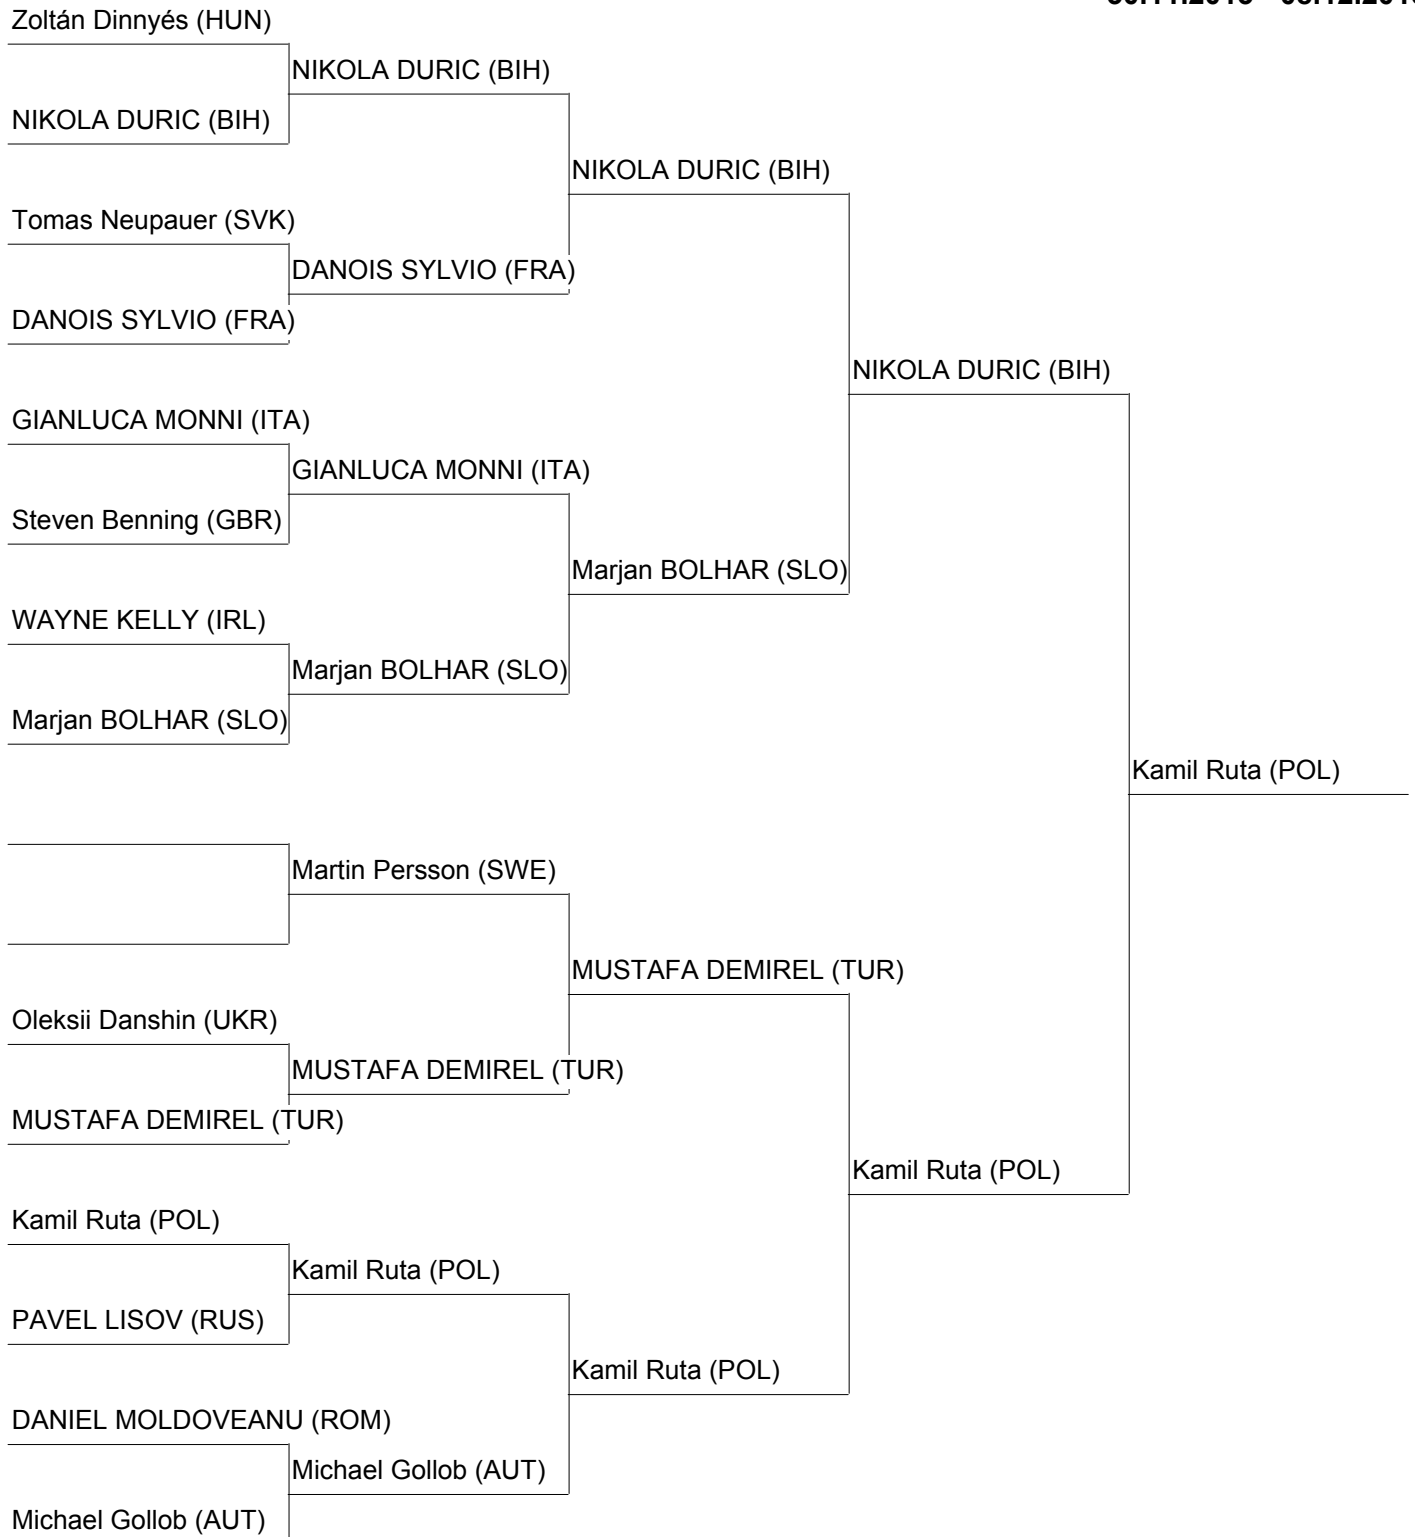 Zoltán Dinnyés (HUN)
NIKOLA DURIC (BIH)
NIKOLA DURIC (BIH)
NIKOLA DURIC (BIH)
Tomas Neupauer (SVK)
DANOIS SYLVIO (FRA)
DANOIS SYLVIO (FRA)
NIKOLA DURIC (BIH)
GIANLUCA MONNI (ITA)
GIANLUCA MONNI (ITA)
Steven Benning (GBR)
Marjan BOLHAR (SLO)
WAYNE KELLY (IRL)
Marjan BOLHAR (SLO)
Marjan BOLHAR (SLO)
Kamil Ruta (POL)
Martin Persson (SWE)
MUSTAFA DEMIREL (TUR)
Oleksii Danshin (UKR)
MUSTAFA DEMIREL (TUR)
MUSTAFA DEMIREL (TUR)
Kamil Ruta (POL)
Kamil Ruta (POL)
Kamil Ruta (POL)
PAVEL LISOV (RUS)
Kamil Ruta (POL)
DANIEL MOLDOVEANU (ROM)
Michael Gollob (AUT)
Michael Gollob (AUT)